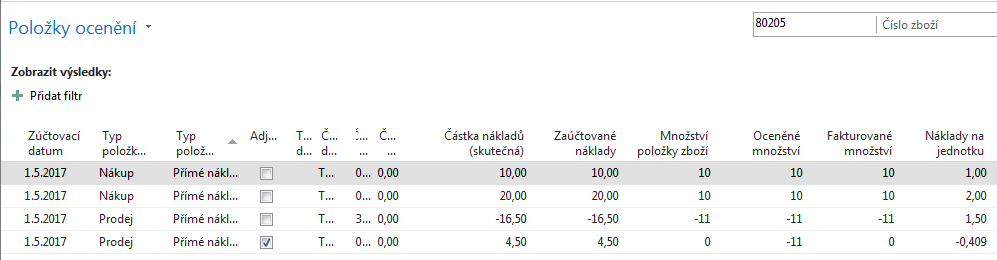 Položky ocenění
80205 Číslo zboží
Zobrazit výsledky:
Přidat filtr
Zúčtovací datum Typ položk... Typ polož... Adj... T... d... Č... d... Č... ... Částka nákladů (skutečná) Zaúčtované náklady Množství položky zboží Oceněné množství Fakturované množství Náklady na jednotku
1.5.2017 Nákup Přímé nákl... T... 0... 0,00 10,00 10,00 10 10 10 1,00
1.5.2017 Nákup Přímé nákl... T... 0... 0,00 20,00 20,00 10 10 10 2,00
1.5.2017 Prodej Přímé nákl... T... 3... 0,00 -16,50 -16,50 -11 -11 -11 1,50
1.5.2017 Prodej Přímé nákl... T... 0... 0,00 4,50 4,50 0 -11 0 -0,409